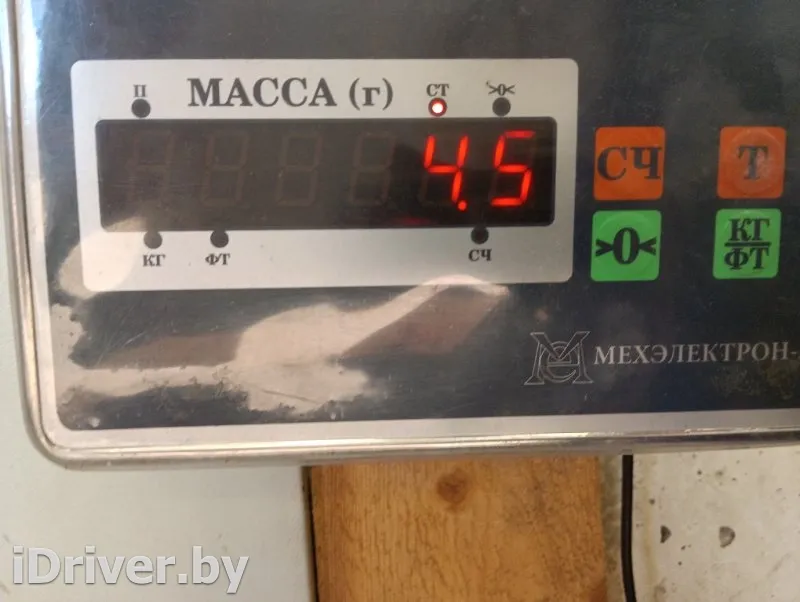 П МАССА (г) СТ >0<
4.5
КГ ФТ СЧ
СЧ Т
>0< КГ/ФТ
МЕХЭЛЕКТРОН-
iDriver.by